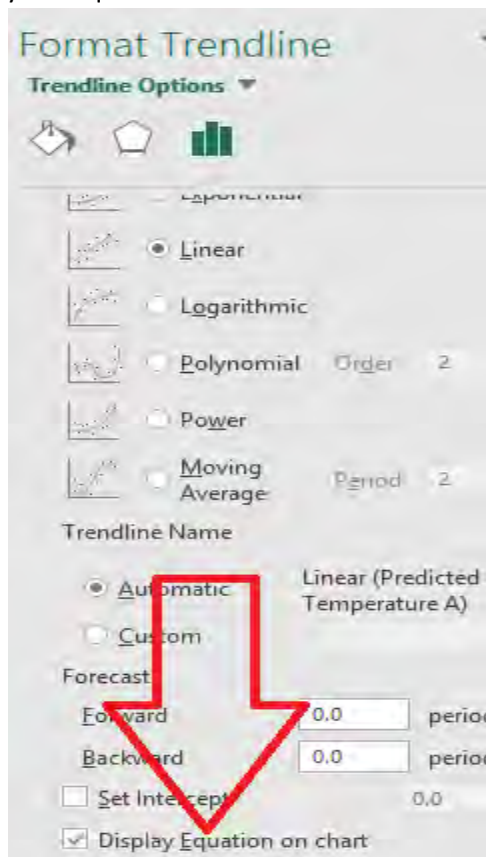 Format Trendline
Trendline Options
Exponential
Linear
Logarithmic
Polynomial Order 2
Power
Moving
Average Period 2
Trendline Name
Automatic Linear (Predicted
Temperature A)
Custom
Forecast
Forward 0.0 period
Backward 0.0 period
Set Intercept 0.0
Display Equation on chart